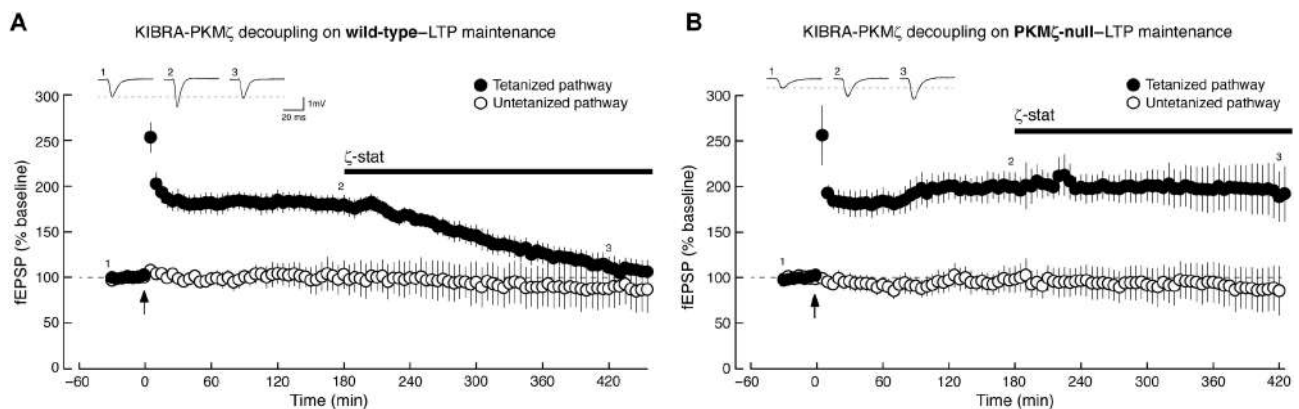 A
KIBRA-PKMζ decoupling on wild-type–LTP maintenance
1
2
3
1mV
20 ms
Tetanized pathway
Untetanized pathway
ζ-stat
fEPSP (% baseline)
300
250
200
150
100
50
0
1
2
3
−60
0
60
120
180
240
300
360
420
Time (min)
B
KIBRA-PKMζ decoupling on PKMζ-null–LTP maintenance
1
2
3
Tetanized pathway
Untetanized pathway
ζ-stat
fEPSP (% baseline)
300
250
200
150
100
50
0
1
2
3
−60
0
60
120
180
240
300
360
420
Time (min)